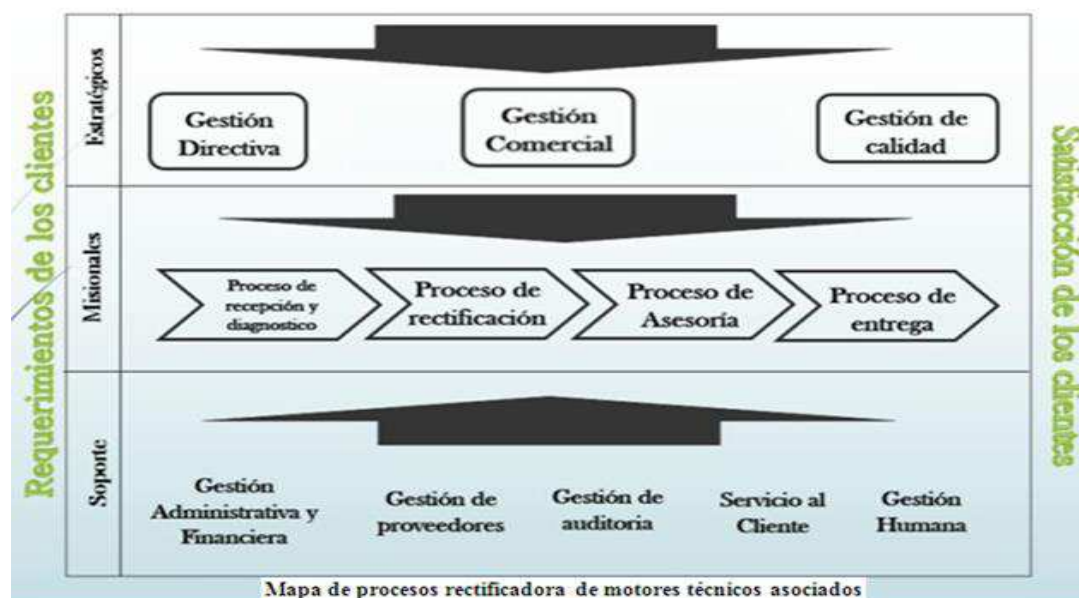 Requerimientos de los clientes
Estratégicos
Gestión
Directiva
Gestión
Comercial
Gestión de
calidad
Misionales
Proceso de
recepción y
diagnostico
Proceso de
rectificación
Proceso de
Asesoría
Proceso de
entrega
Soporte
Gestión
Administrativa y
Financiera
Gestión de
proveedores
Gestión de
auditoria
Servicio al
Cliente
Gestión
Humana
Satisfacción de los clientes
Mapa de procesos rectificadora de motores técnicos asociados